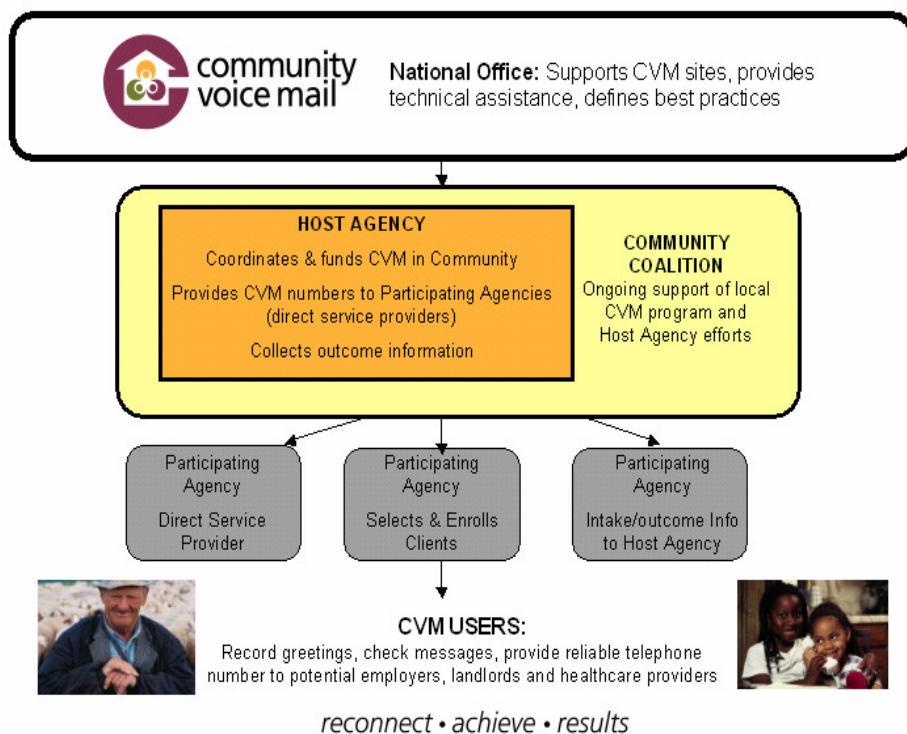 community
voice mail
National Office: Supports CVM sites, provides
technical assistance, defines best practices
HOST AGENCY
Coordinates & funds CVM in Community
Provides CVM numbers to Participating Agencies
(direct service providers)
Collects outcome information
COMMUNITY
COALITION
Ongoing support of local
CVM program and
Host Agency efforts
Participating
Agency
Direct Service
Provider
Participating
Agency
Selects & Enrolls
Clients
Participating
Agency
Intake/outcome Info
to Host Agency
CVM USERS:
Record greetings, check messages, provide reliable telephone
number to potential employers, landlords and healthcare providers
reconnect • achieve • results